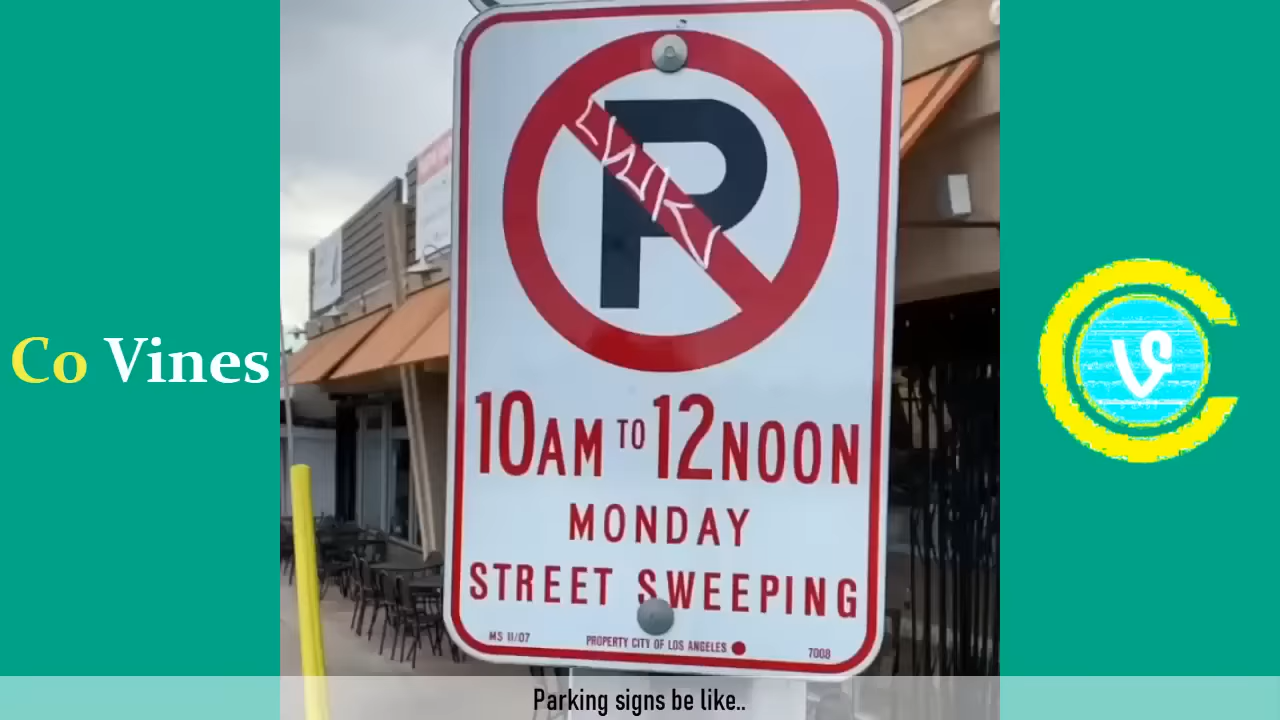 P
10AM TO 12NOON
MONDAY
STREET SWEEPING
MS 11/07 PROPERTY CITY OF LOS ANGELES 7008
Co Vines
Parking signs be like..